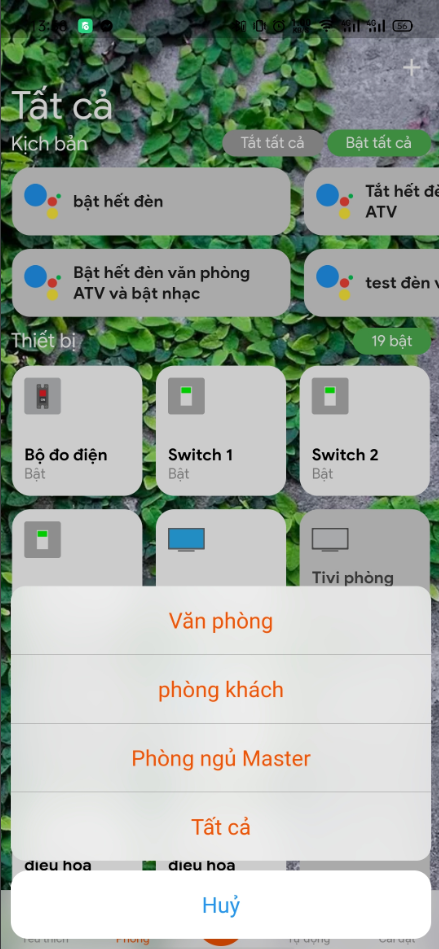 Tất cả
Kịch bản
Tắt tất cả
Bật tất cả
bật hết đèn
Tắt hết đè
ATV
Bật hết đèn văn phòng
ATV và bật nhạc
test đèn v
Thiết bị
19 bật
Bộ đo điện
Bật
Switch 1
Bật
Switch 2
Bật
Tivi phòng
Văn phòng
phòng khách
Phòng ngủ Master
Tất cả
điều hoà
điều hoà
Huỷ
Yêu thích
Phòng
Tự động
Cài đặt